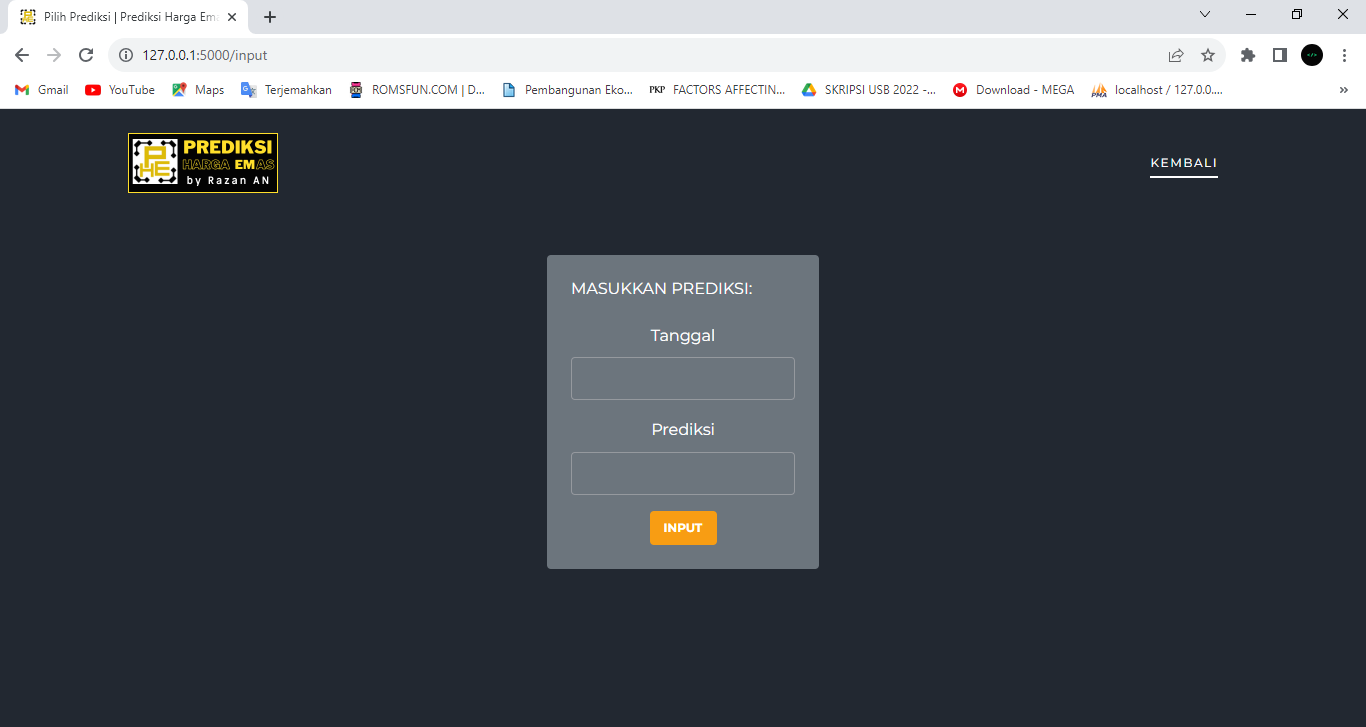 Pilih Prediksi | Prediksi Harga Ema
127.0.0.1:5000/input
Gmail
YouTube
Maps
Terjemahkan
ROMSFUN.COM | D...
Pembangunan Eko...
PKP
FACTORS AFFECTIN...
SKRIPSI USB 2022 -...
Download - MEGA
PMA
localhost / 127.0.0....
»
PHE
PREDIKSI
HARGA EMAS
by Razan AN
KEMBALI
MASUKKAN PREDIKSI:
Tanggal
Prediksi
INPUT